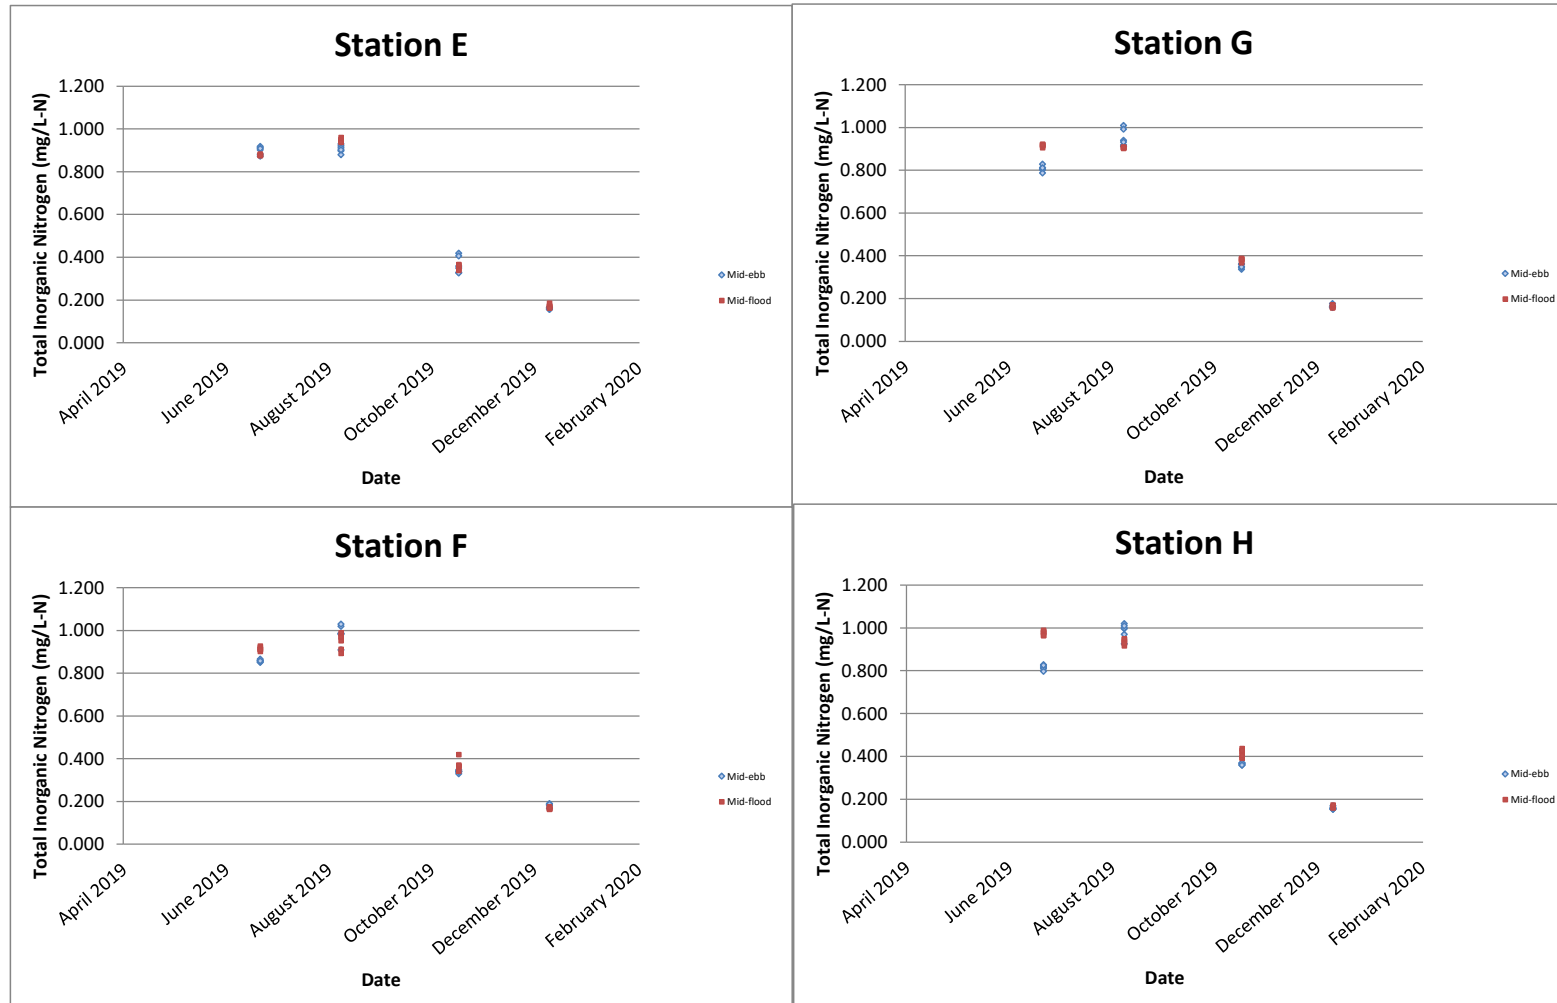 Station E
Total Inorganic Nitrogen (mg/L-N)
1.200
1.000
0.800
0.600
0.400
0.200
0.000
April 2019
June 2019
August 2019
October 2019
December 2019
February 2020
Date
Mid-ebb
Mid-flood
Station G
Total Inorganic Nitrogen (mg/L-N)
1.200
1.000
0.800
0.600
0.400
0.200
0.000
April 2019
June 2019
August 2019
October 2019
December 2019
February 2020
Date
Mid-ebb
Mid-flood
Station F
Total Inorganic Nitrogen (mg/L-N)
1.200
1.000
0.800
0.600
0.400
0.200
0.000
April 2019
June 2019
August 2019
October 2019
December 2019
February 2020
Date
Mid-ebb
Mid-flood
Station H
Total Inorganic Nitrogen (mg/L-N)
1.200
1.000
0.800
0.600
0.400
0.200
0.000
April 2019
June 2019
August 2019
October 2019
December 2019
February 2020
Date
Mid-ebb
Mid-flood